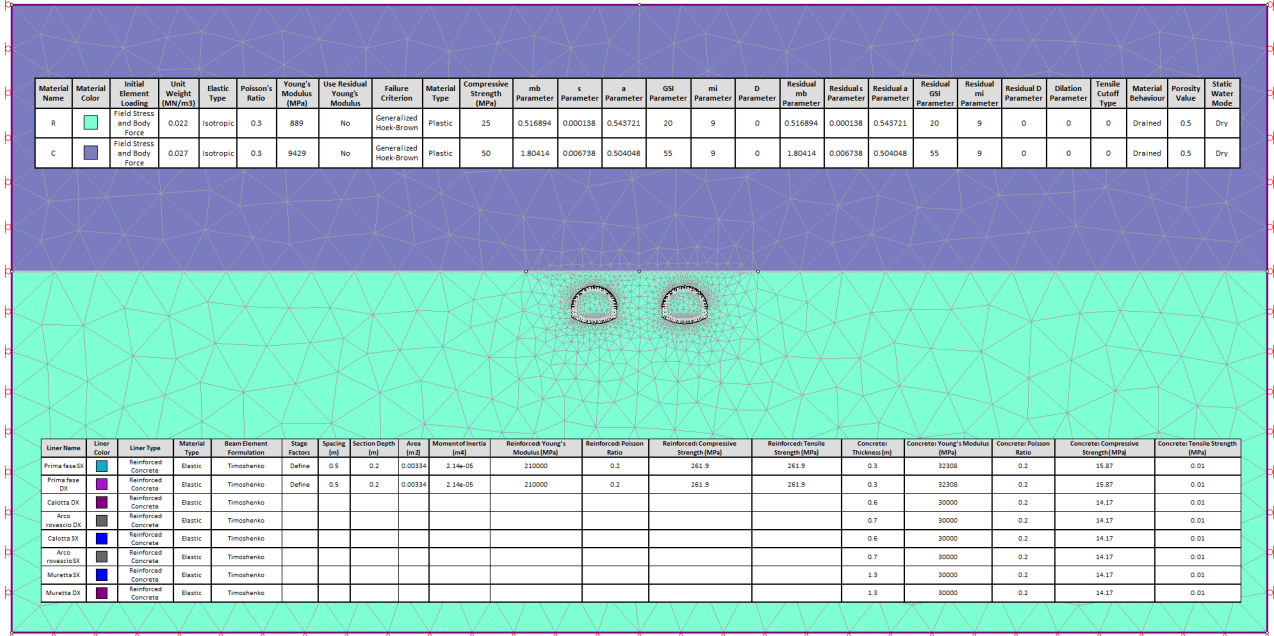 Material Name Material Color Initial Element Loading Unit Weight (MN/m3) Elastic Type Poisson's Ratio Young's Modulus (MPa) Use Residual Young's Modulus Failure Criterion Material Type Compressive Strength (MPa) mb Parameter s Parameter a Parameter GSI Parameter mi Parameter D Parameter Residual mb Parameter Residual s Parameter Residual a Parameter Residual GSI Parameter Residual mi Parameter Residual D Parameter Dilation Parameter Tensile Cutoff Type Material Behaviour Porosity Value Static Water Mode
R Field Stress and Body Force 0.022 Isotropic 0.3 889 No Generalized Hoek-Brown Plastic 25 0.516894 0.000138 0.543721 20 9 0 0.516894 0.000138 0.543721 20 9 0 0 0 Drained 0.5 Dry
C Field Stress and Body Force 0.027 Isotropic 0.3 9429 No Generalized Hoek-Brown Plastic 50 1.80414 0.006738 0.504048 55 9 0 1.80414 0.006738 0.504048 55 9 0 0 0 Drained 0.5 Dry
Liner Name Liner Color Liner Type Material Type Beam Element Formulation Stage Factors Spacing (m) Section Depth (m) Area (m2) Moment of Inertia (m4) Reinforced: Young's Modulus (MPa) Reinforced: Poisson Ratio Reinforced: Compressive Strength (MPa) Reinforced: Tensile Strength (MPa) Concrete: Thickness (m) Concrete: Young's Modulus (MPa) Concrete: Poisson Ratio Concrete: Compressive Strength (MPa) Concrete: Tensile Strength (MPa)
Prima fase SX Reinforced Concrete Elastic Timoshenko Define 0.5 0.2 0.00334 2.14e-05 210000 0.2 261.9 261.9 0.3 32308 0.2 15.87 0.01
Prima fase DX Reinforced Concrete Elastic Timoshenko Define 0.5 0.2 0.00334 2.14e-05 210000 0.2 261.9 261.9 0.3 32308 0.2 15.87 0.01
Calotta DX Reinforced Concrete Elastic Timoshenko 0.6 30000 0.2 14.17 0.01
Arco rovescio DX Reinforced Concrete Elastic Timoshenko 0.7 30000 0.2 14.17 0.01
Calotta SX Reinforced Concrete Elastic Timoshenko 0.6 30000 0.2 14.17 0.01
Arco rovescio SX Reinforced Concrete Elastic Timoshenko 0.7 30000 0.2 14.17 0.01
Muretta SX Reinforced Concrete Elastic Timoshenko 1.3 30000 0.2 14.17 0.01
Muretta DX Reinforced Concrete Elastic Timoshenko 1.3 30000 0.2 14.17 0.01